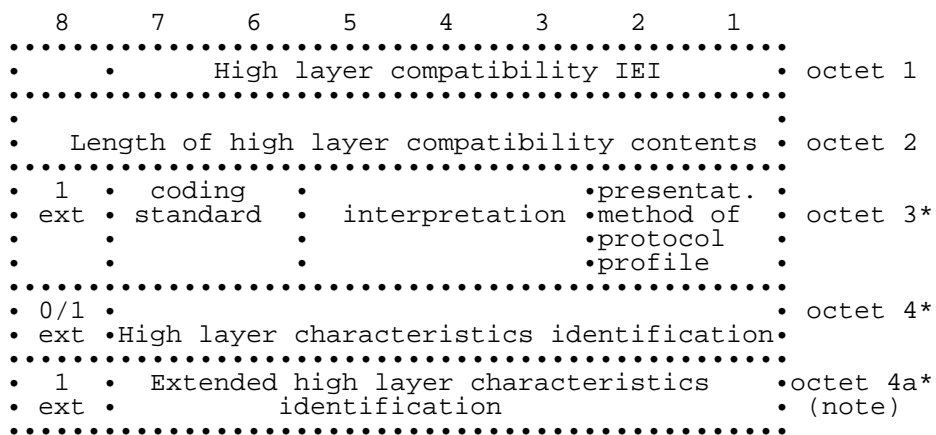 8 7 6 5 4 3 2 1
High layer compatibility IEI octet 1
Length of high layer compatibility contents octet 2
1 coding presentat.
ext standard interpretation method of octet 3*
protocol
profile
0/1 octet 4*
ext High layer characteristics identification
1 Extended high layer characteristics octet 4a*
ext identification (note)